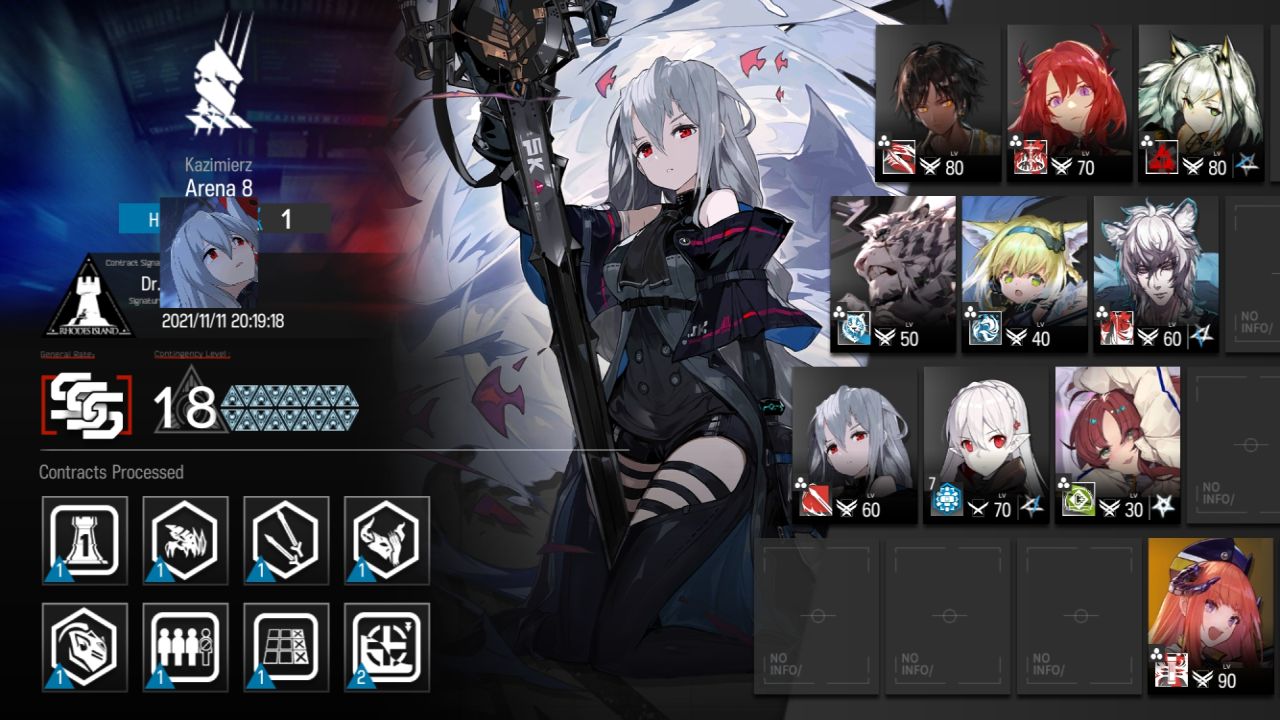 Kazimierz
Arena 8
H
1
Contract Signa
Dr.
Signatur
RHODES ISLAND
2021/11/11 20:19:18
General Rate:
Contingency Level :
18
Contracts Processed
1
1
1
1
1
1
1
2
JSK
LV
80
LV
70
LV
80
LV
50
LV
40
LV
60
NO
INFO/
LV
60
7
LV
70
LV
30
NO
INFO/
NO
INFO/
NO
INFO/
NO
INFO/
LV
90